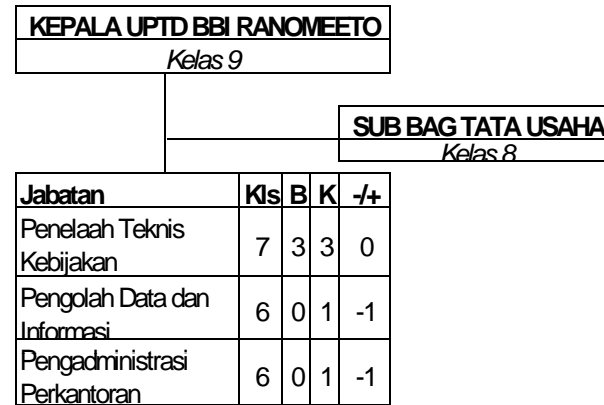 KEPALA UPTD BBI RANOMEETO
Kelas 9
SUB BAG TATA USAHA
Kelas 8
Jabatan Kls B K -/+
Penelaah Teknis
Kebijakan 7 3 3 0
Pengolah Data dan
Informasi 6 0 1 -1
Pengadministrasi
Perkantoran 6 0 1 -1